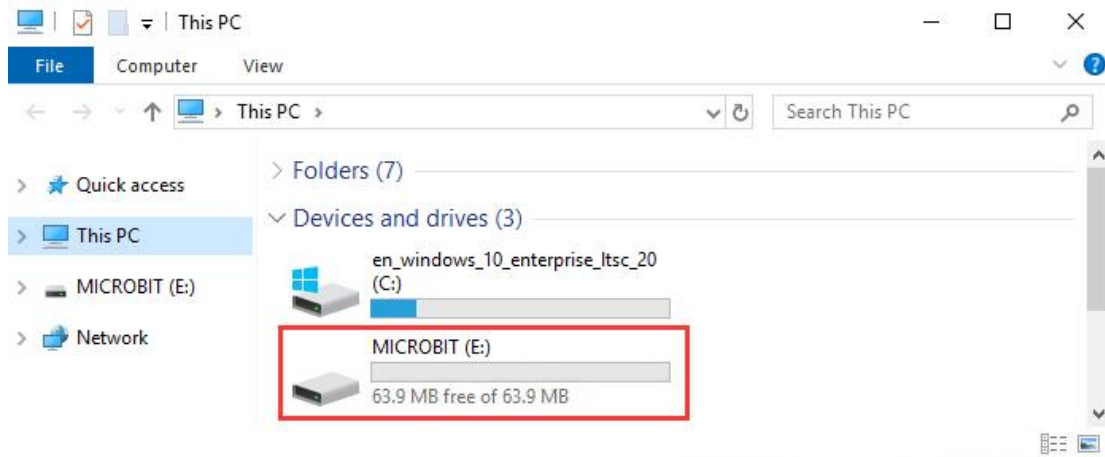 This PC
File Computer View
This PC
Search This PC
Quick access
This PC
MICROBIT (E:)
Network
Folders (7)
Devices and drives (3)
en_windows_10_enterprise_ltsc_20
(C:)
MICROBIT (E:)
63.9 MB free of 63.9 MB